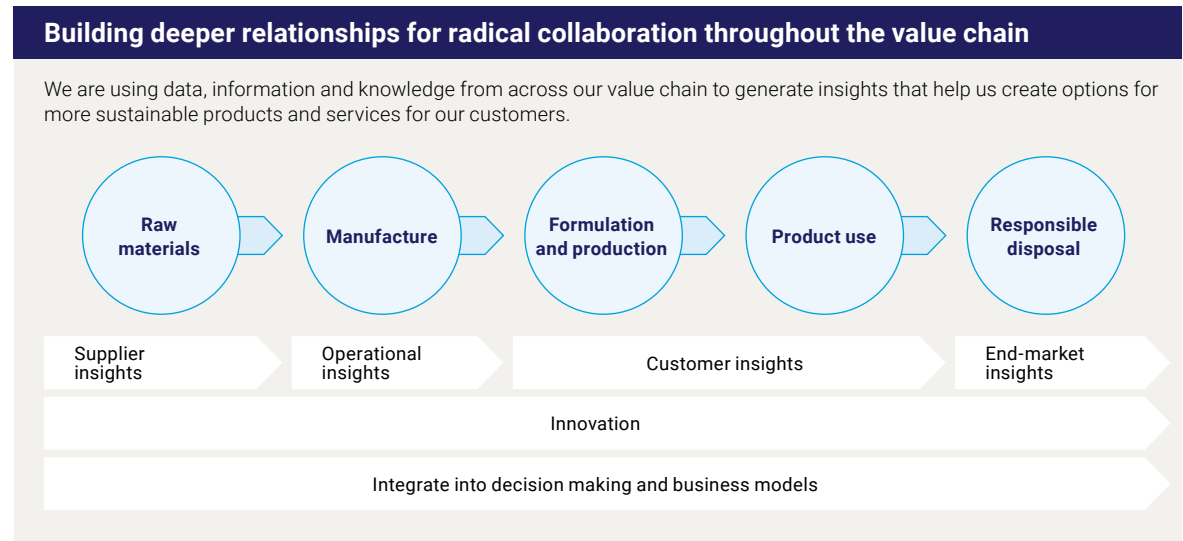 Building deeper relationships for radical collaboration throughout the value chain
We are using data, information and knowledge from across our value chain to generate insights that help us create options for
more sustainable products and services for our customers.
Raw
materials
Manufacture
Formulation
and production
Product use
Responsible
disposal
Supplier
insights
Operational
insights
Customer insights
End-market
insights
Innovation
Integrate into decision making and business models